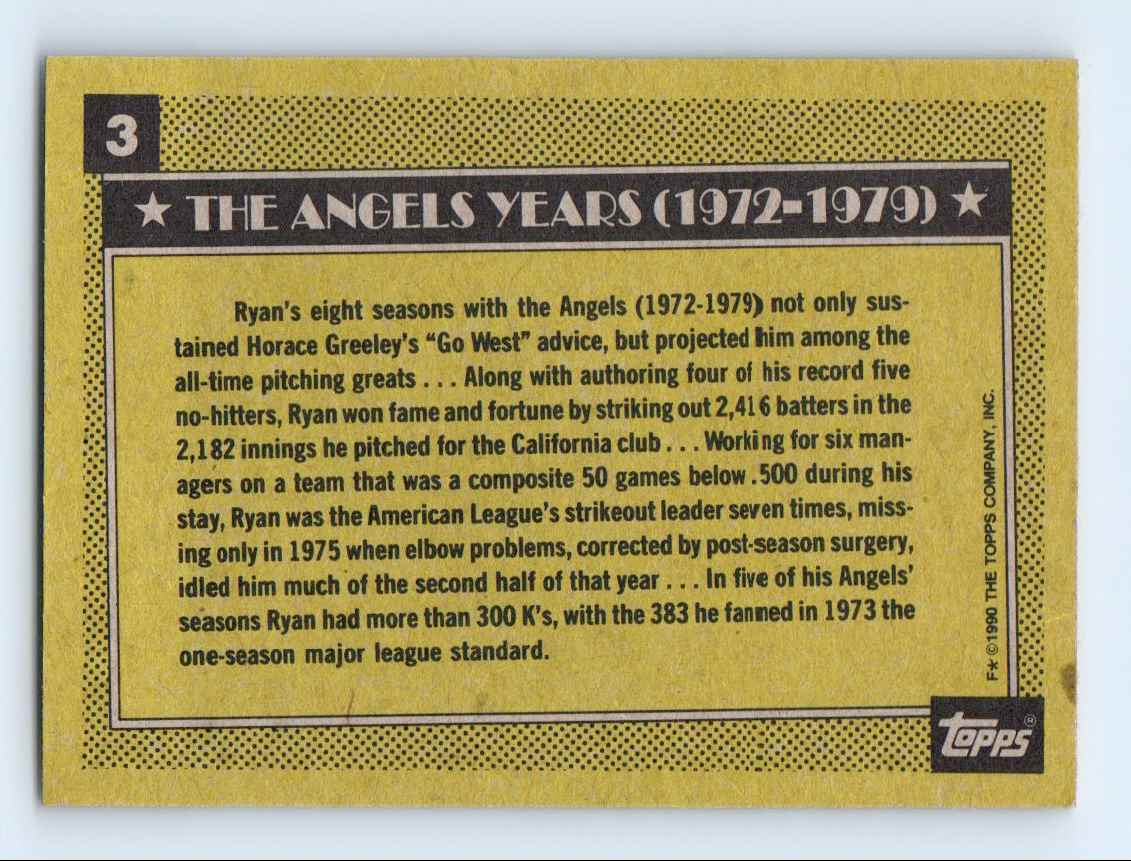 3
★ THE ANGELS YEARS (1972-1979) ★
Ryan's eight seasons with the Angels (1972-1979) not only sus-
tained Horace Greeley's "Go West" advice, but projected him among the
all-time pitching greats . . . Along with authoring four of his record five
no-hitters, Ryan won fame and fortune by striking out 2,416 batters in the
2,182 innings he pitched for the California club . . . Working for six man-
agers on a team that was a composite 50 games below .500 during his
stay, Ryan was the American League's strikeout leader seven times, miss-
ing only in 1975 when elbow problems, corrected by post-season surgery,
idled him much of the second half of that year . . . In five of his Angels'
seasons Ryan had more than 300 K's, with the 383 he fanned in 1973 the
one-season major league standard.
F* ©1990 THE TOPPS COMPANY, INC.
topps®